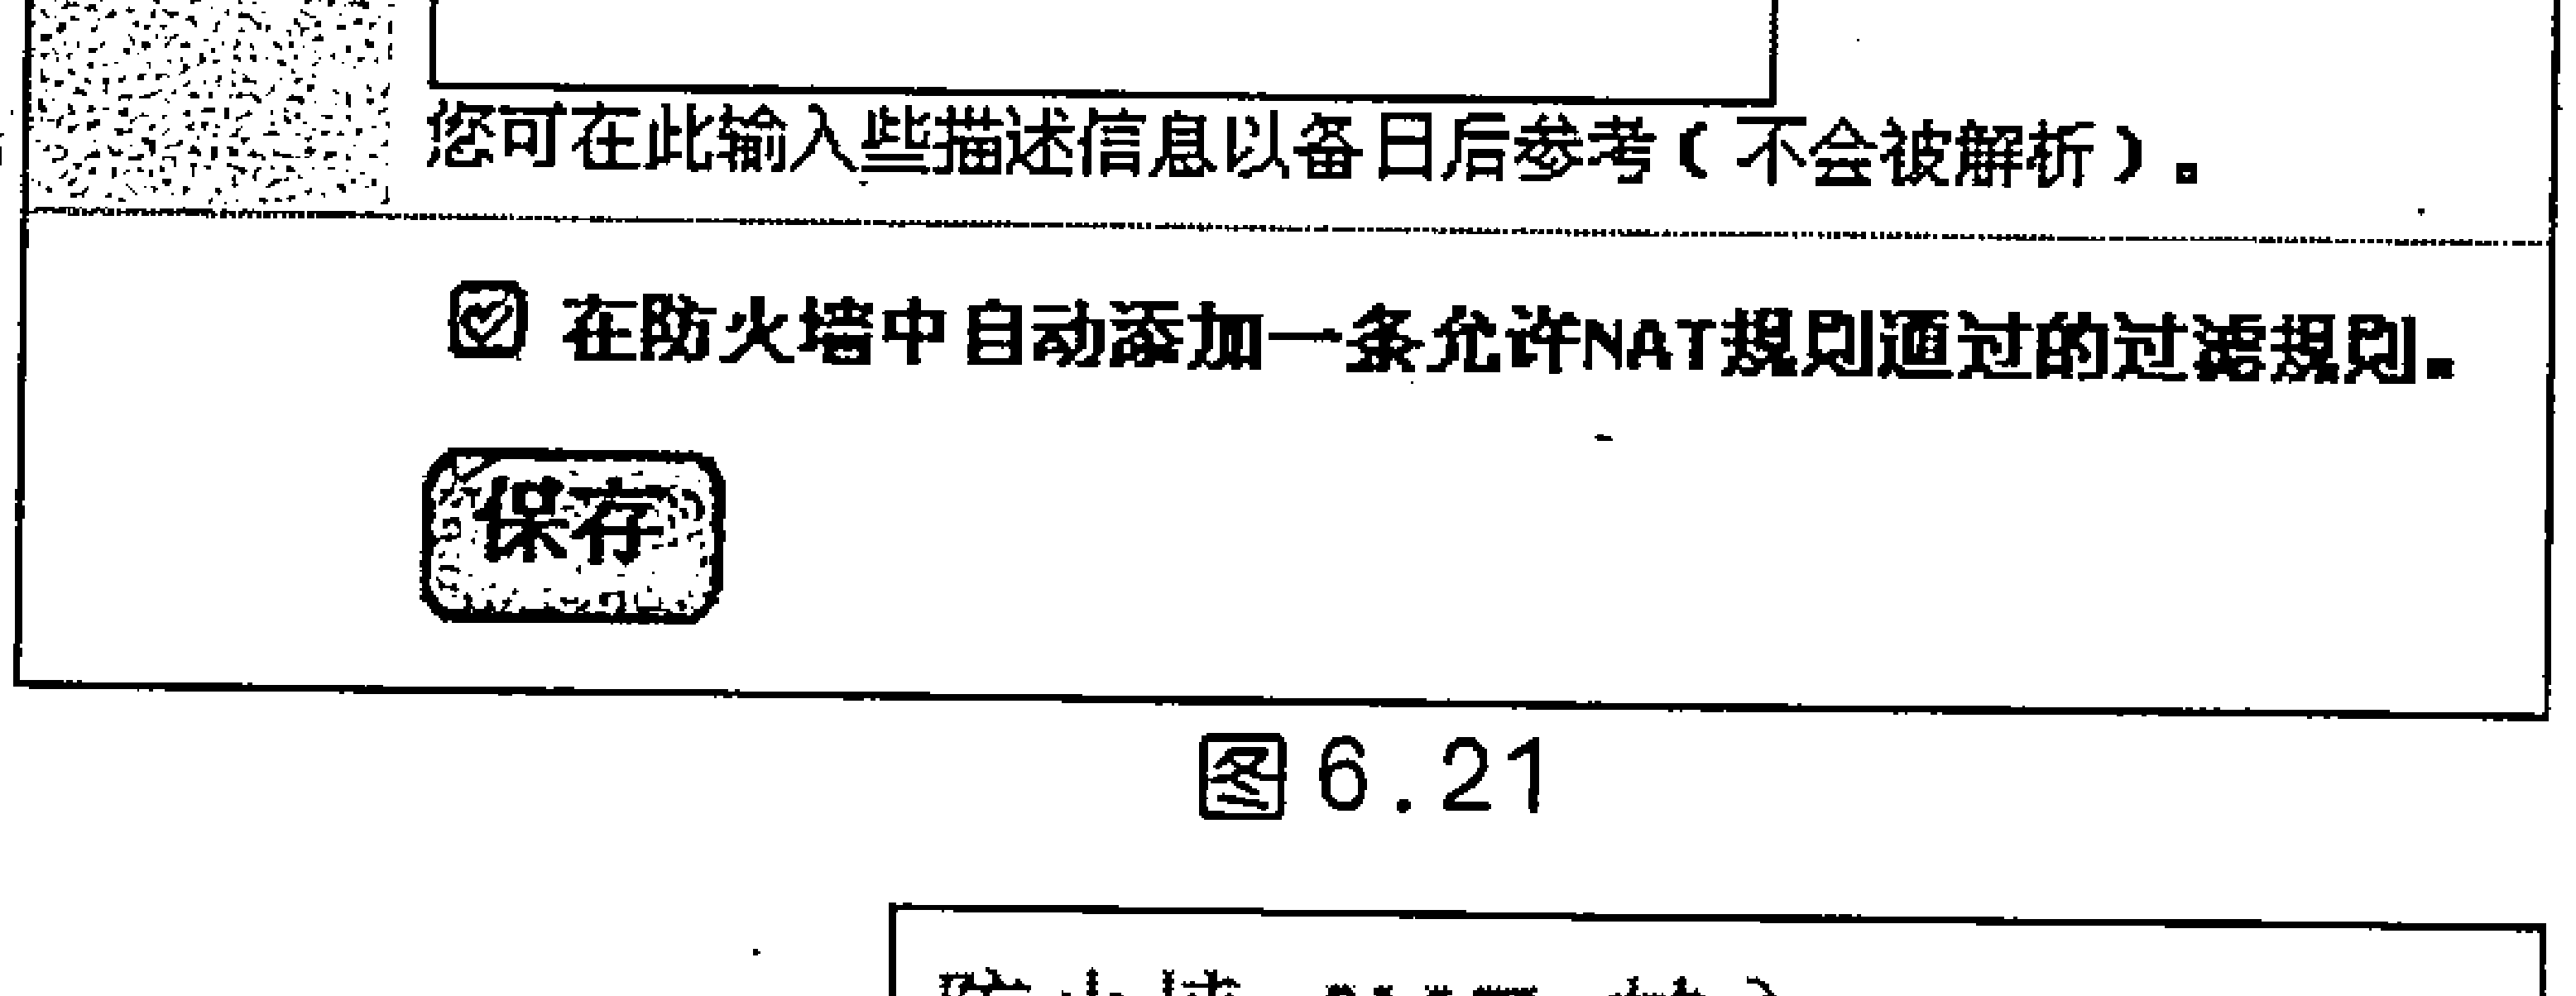 您可在此输入些描述信息以备日后参考(不会被解析)。
在防火墙中自动添加一条允许NAT规则通过的过滤规则。
保存
图6.21